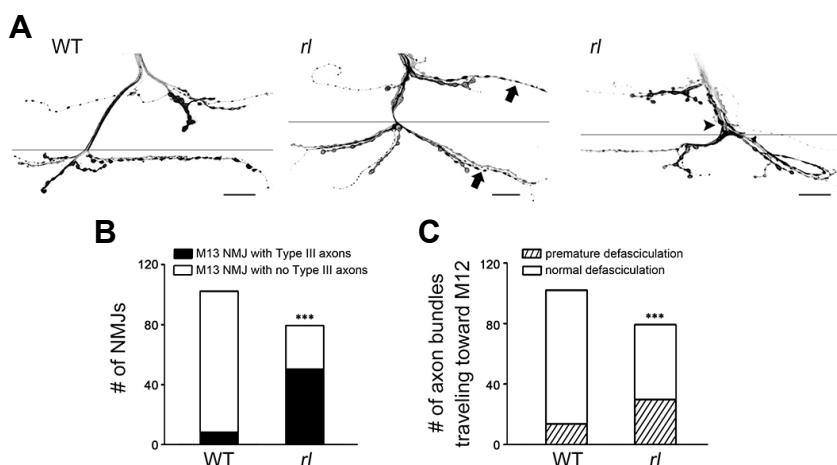 A
WT
rl
rl
B
M13 NMJ with Type III axons
M13 NMJ with no Type III axons
# of NMJs
120
80
40
0
***
WT
rl
C
premature defasciculation
normal defasciculation
# of axon bundles
traveling toward M12
120
80
40
0
***
WT
rl